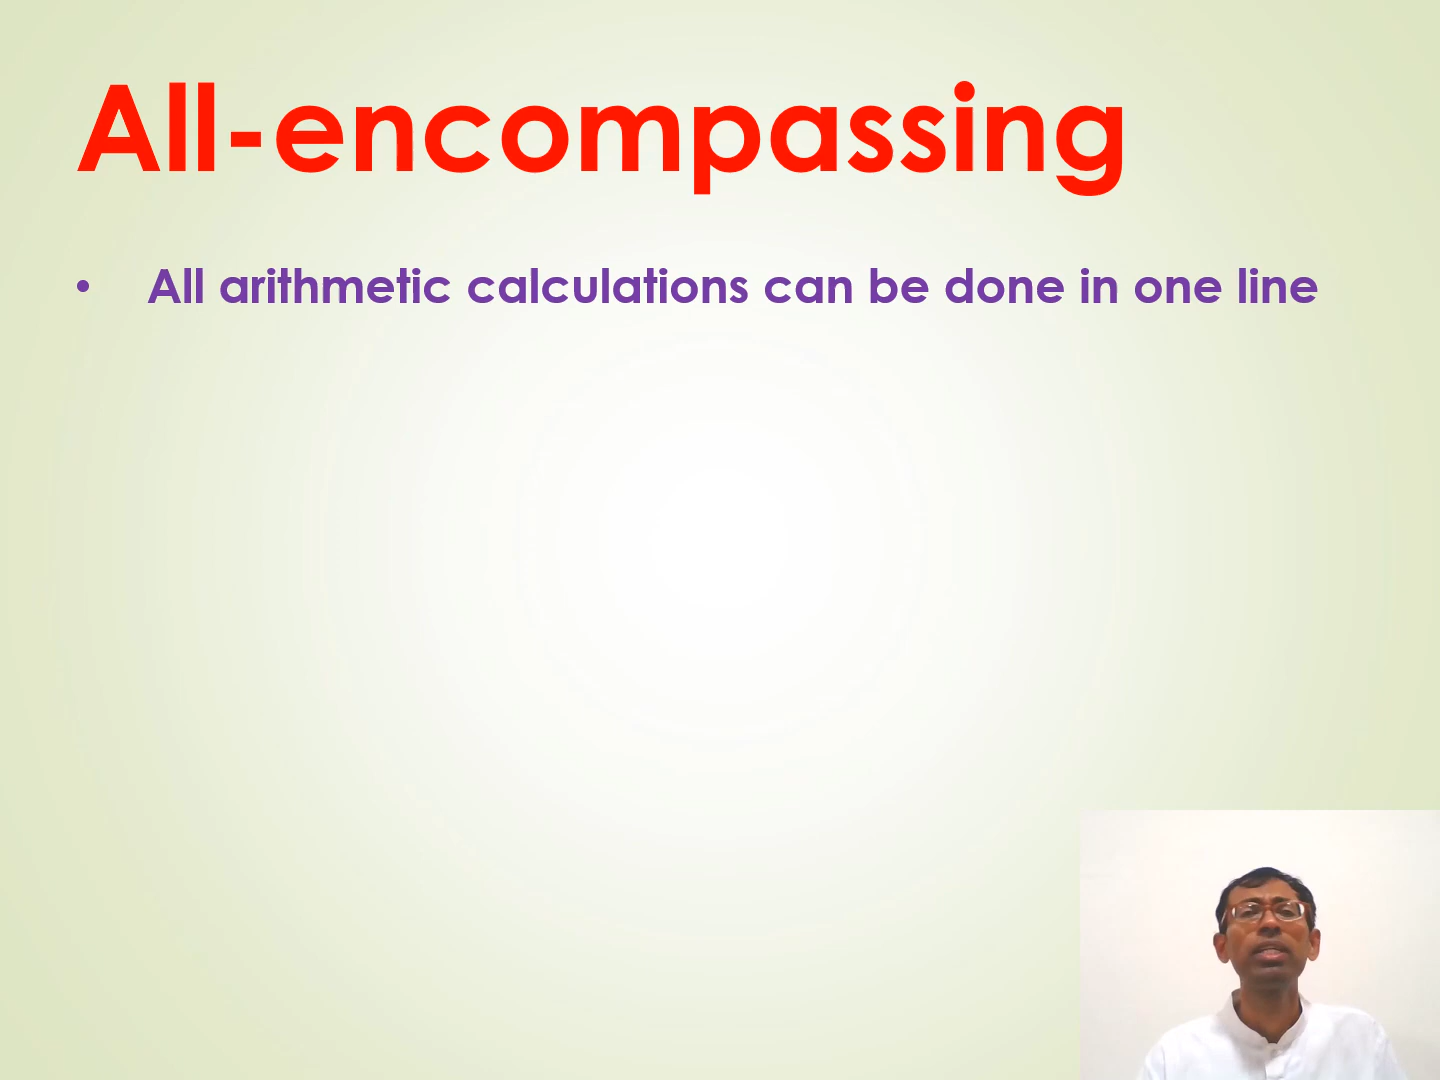 All-encompassing
• All arithmetic calculations can be done in one line